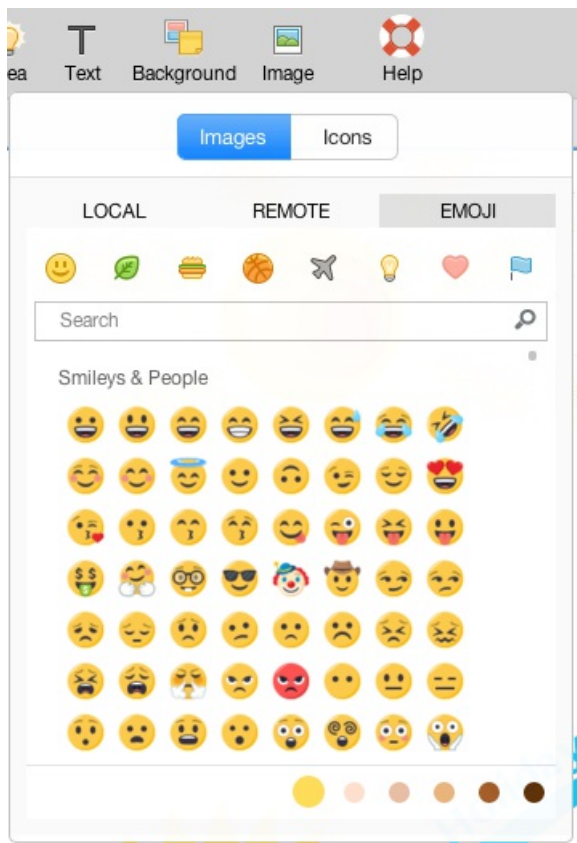 ea Text Background Image Help
Images Icons
LOCAL REMOTE EMOJI
Search
Smileys & People